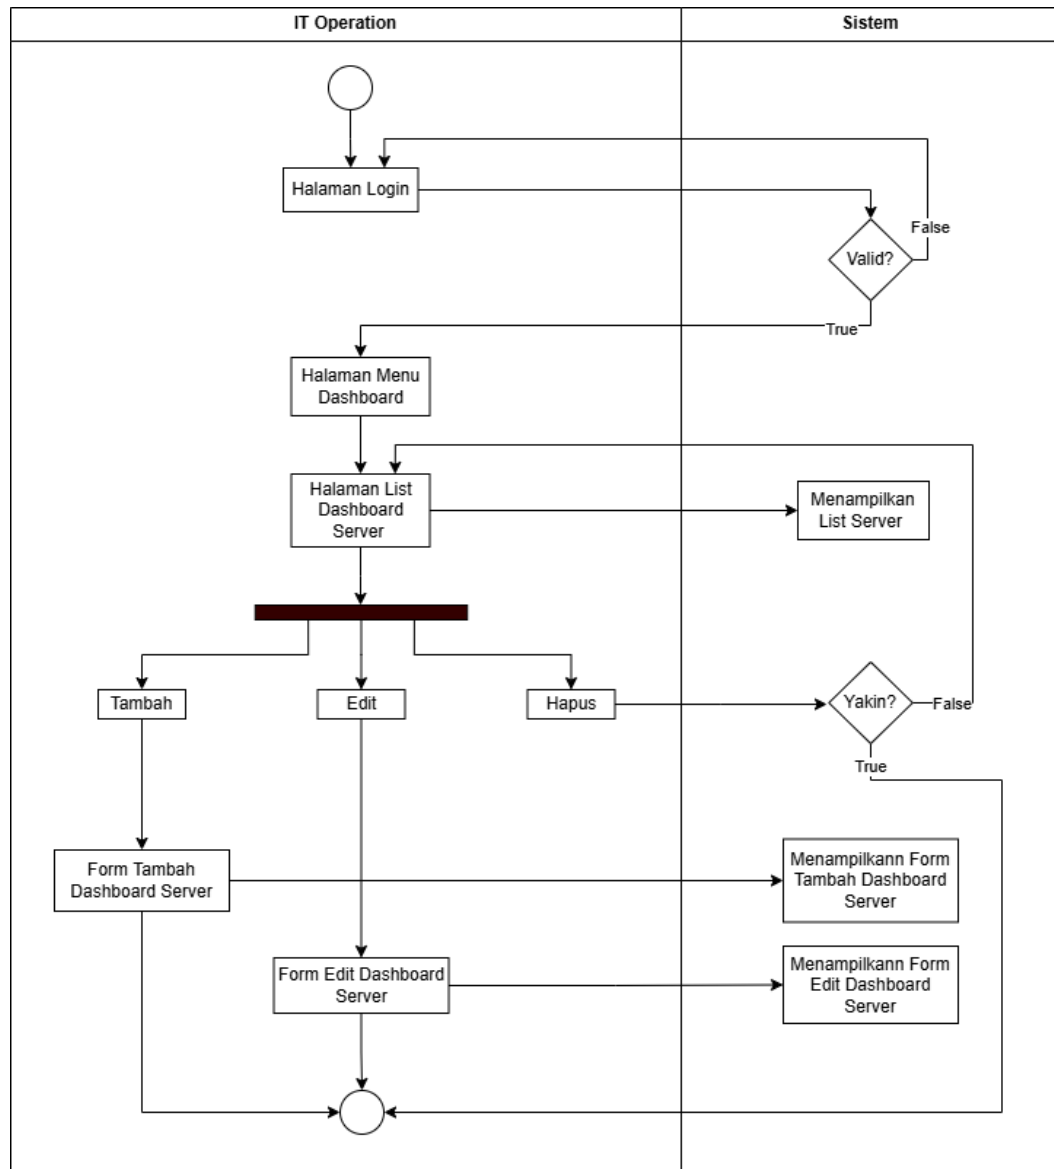 IT Operation
Sistem
Halaman Login
False
Valid?
True
Halaman Menu
Dashboard
Halaman List
Dashboard
Server
Menampilkan
List Server
Tambah
Edit
Hapus
Yakin?
False
True
Form Tambah
Dashboard Server
Menampilkann Form
Tambah Dashboard
Server
Form Edit Dashboard
Server
Menampilkann Form
Edit Dashboard
Server